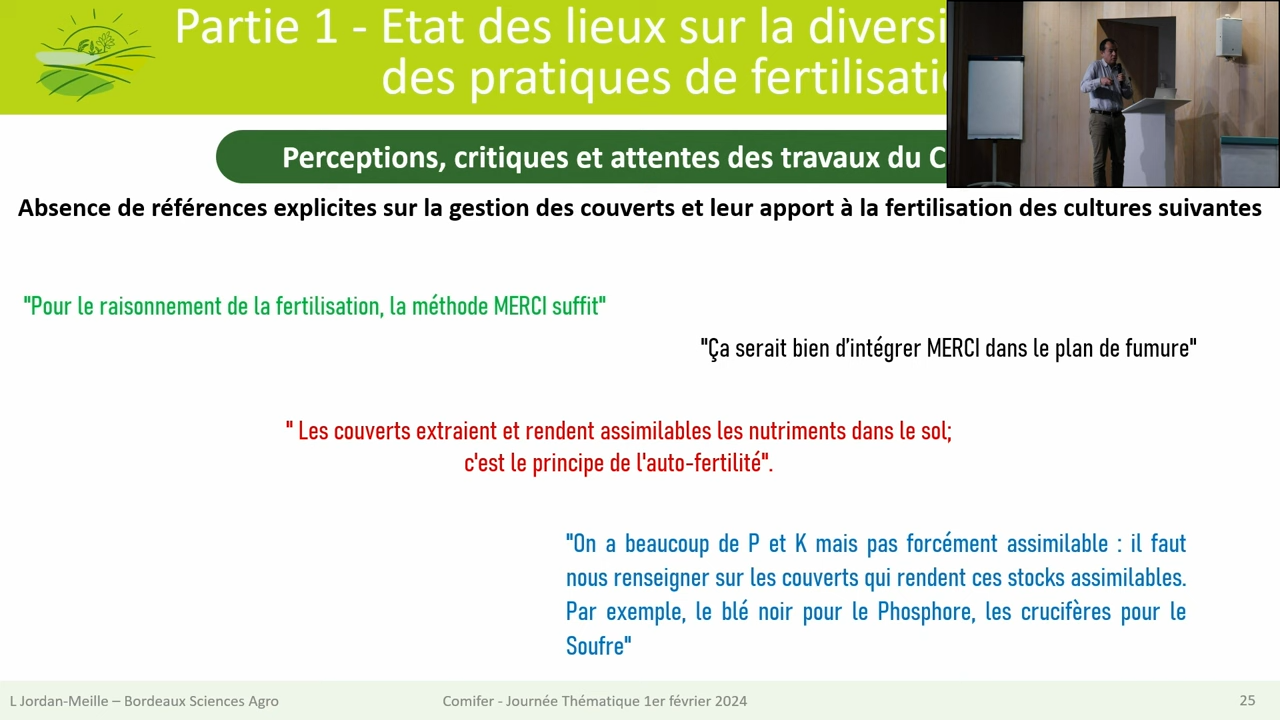 Partie 1 - Etat des lieux sur la diversi
des pratiques de fertilisati
Perceptions, critiques et attentes des travaux du C
Absence de références explicites sur la gestion des couverts et leur apport à la fertilisation des cultures suivantes
"Pour le raisonnement de la fertilisation, la méthode MERCI suffit"
"Ça serait bien d’intégrer MERCI dans le plan de fumure"
" Les couverts extraient et rendent assimilables les nutriments dans le sol;
c'est le principe de l'auto-fertilité".
"On a beaucoup de P et K mais pas forcément assimilable : il faut
nous renseigner sur les couverts qui rendent ces stocks assimilables.
Par exemple, le blé noir pour le Phosphore, les crucifères pour le
Soufre"
L Jordan-Meille – Bordeaux Sciences Agro
Comifer - Journée Thématique 1er février 2024
25